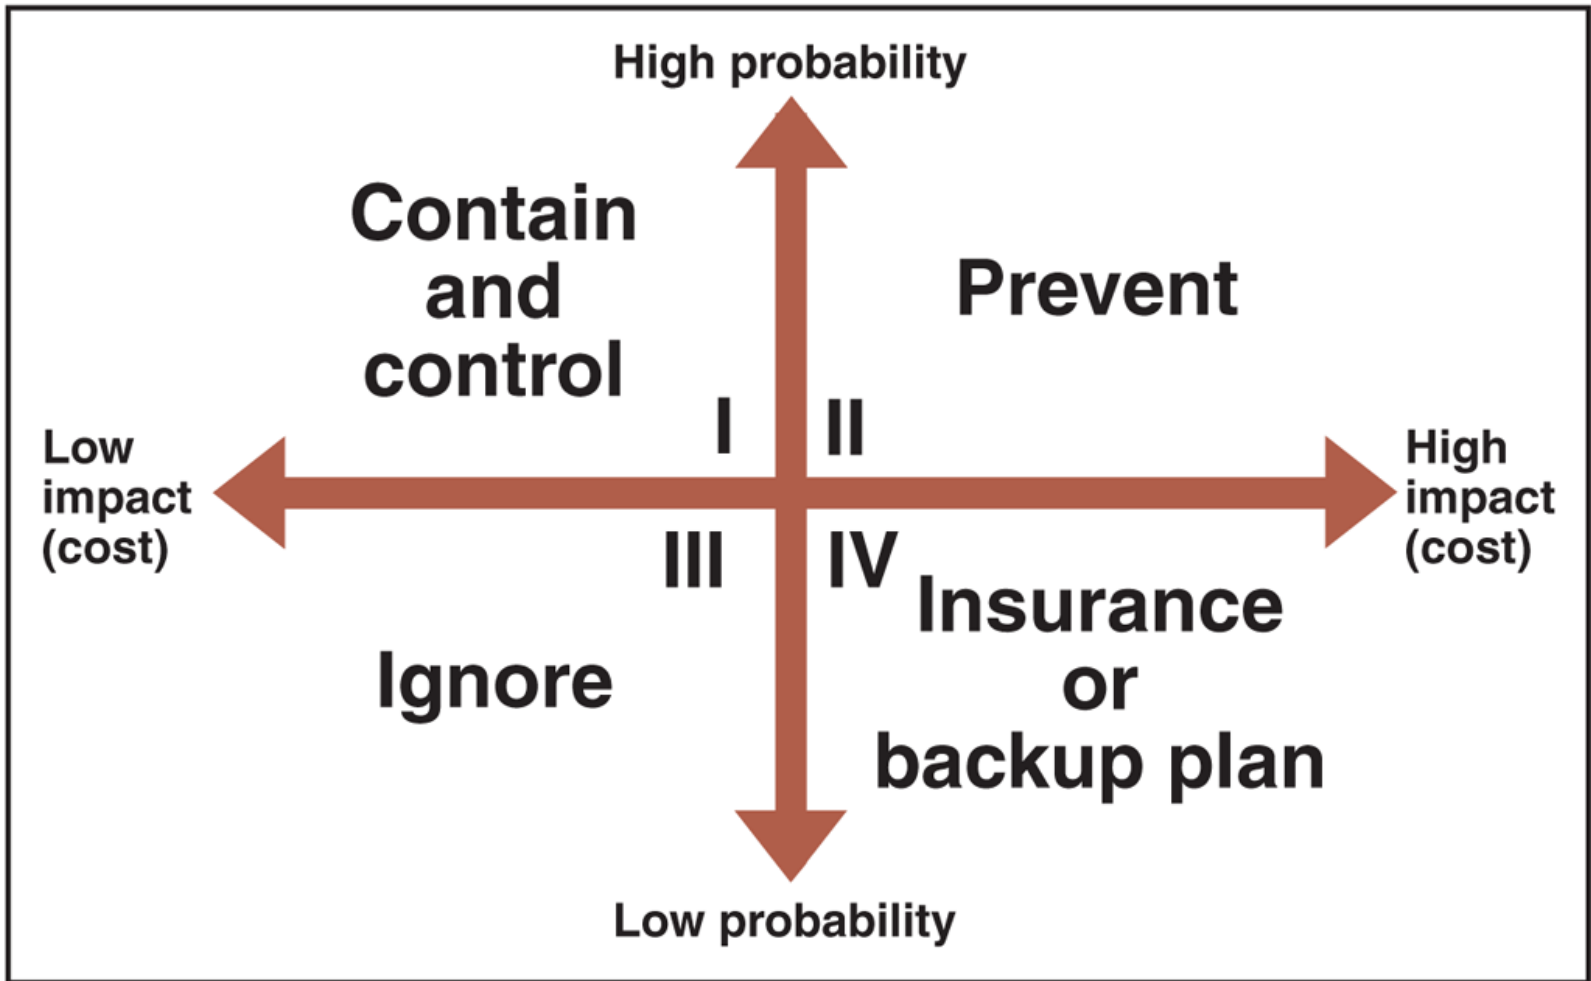 High probability
Contain
and
control
Prevent
I
II
Low
impact
(cost)
High
impact
(cost)
III
IV
Ignore
Insurance
or
backup plan
Low probability